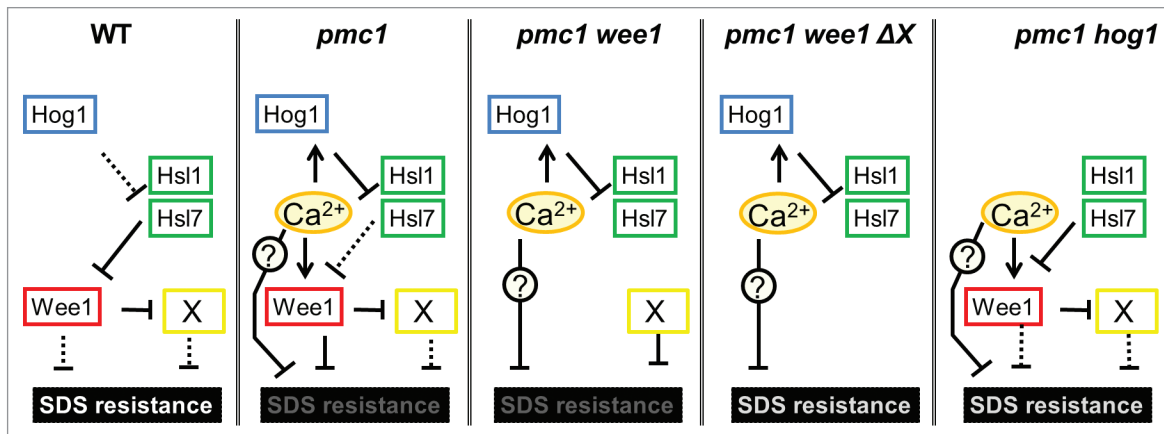 WT
Hog1
Hsl1
Hsl7
Wee1
X
SDS resistance
pmc1
Hog1
Hsl1
Ca2+
Hsl7
?
Wee1
X
SDS resistance
pmc1 wee1
Hog1
Hsl1
Ca2+
Hsl7
?
X
SDS resistance
pmc1 wee1 ΔX
Hog1
Hsl1
Ca2+
Hsl7
?
SDS resistance
pmc1 hog1
Hsl1
Ca2+
Hsl7
?
Wee1
X
SDS resistance